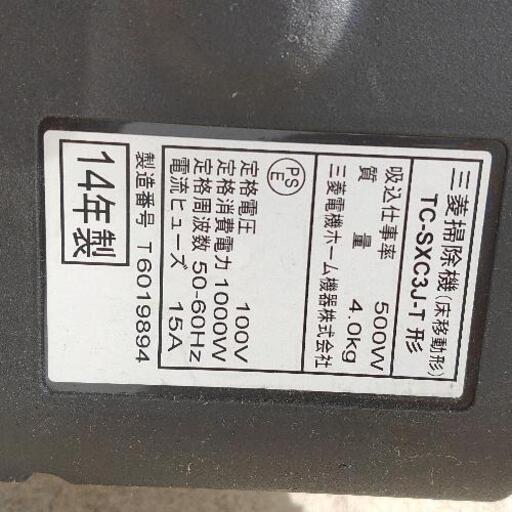 三菱掃除機(床移動形)
TC-SXC3J-T 形
吸込仕事率 500W
質 量 4.0kg
三菱電機ホーム機器株式会社
PS
E
定格電圧 100V
定格消費電力 1000W
定格周波数 50-60Hz
電流ヒューズ 15A
14年製
製造番号 T6019894